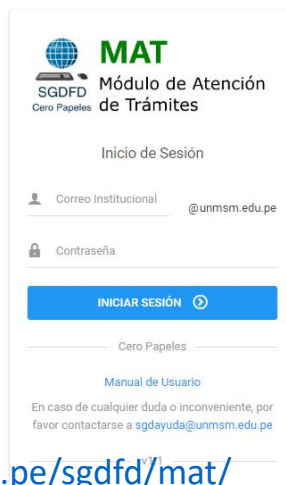 MAT
SGDFD
Cero Papeles
Módulo de Atención
de Trámites
Inicio de Sesión
Correo Institucional
@unmsm.edu.pe
Contraseña
INICIAR SESIÓN
Cero Papeles
Manual de Usuario
En caso de cualquier duda o inconveniente, por
favor contactarse a sgdayuda@unmsm.edu.pe
v1.1
.pe/sgdfd/mat/